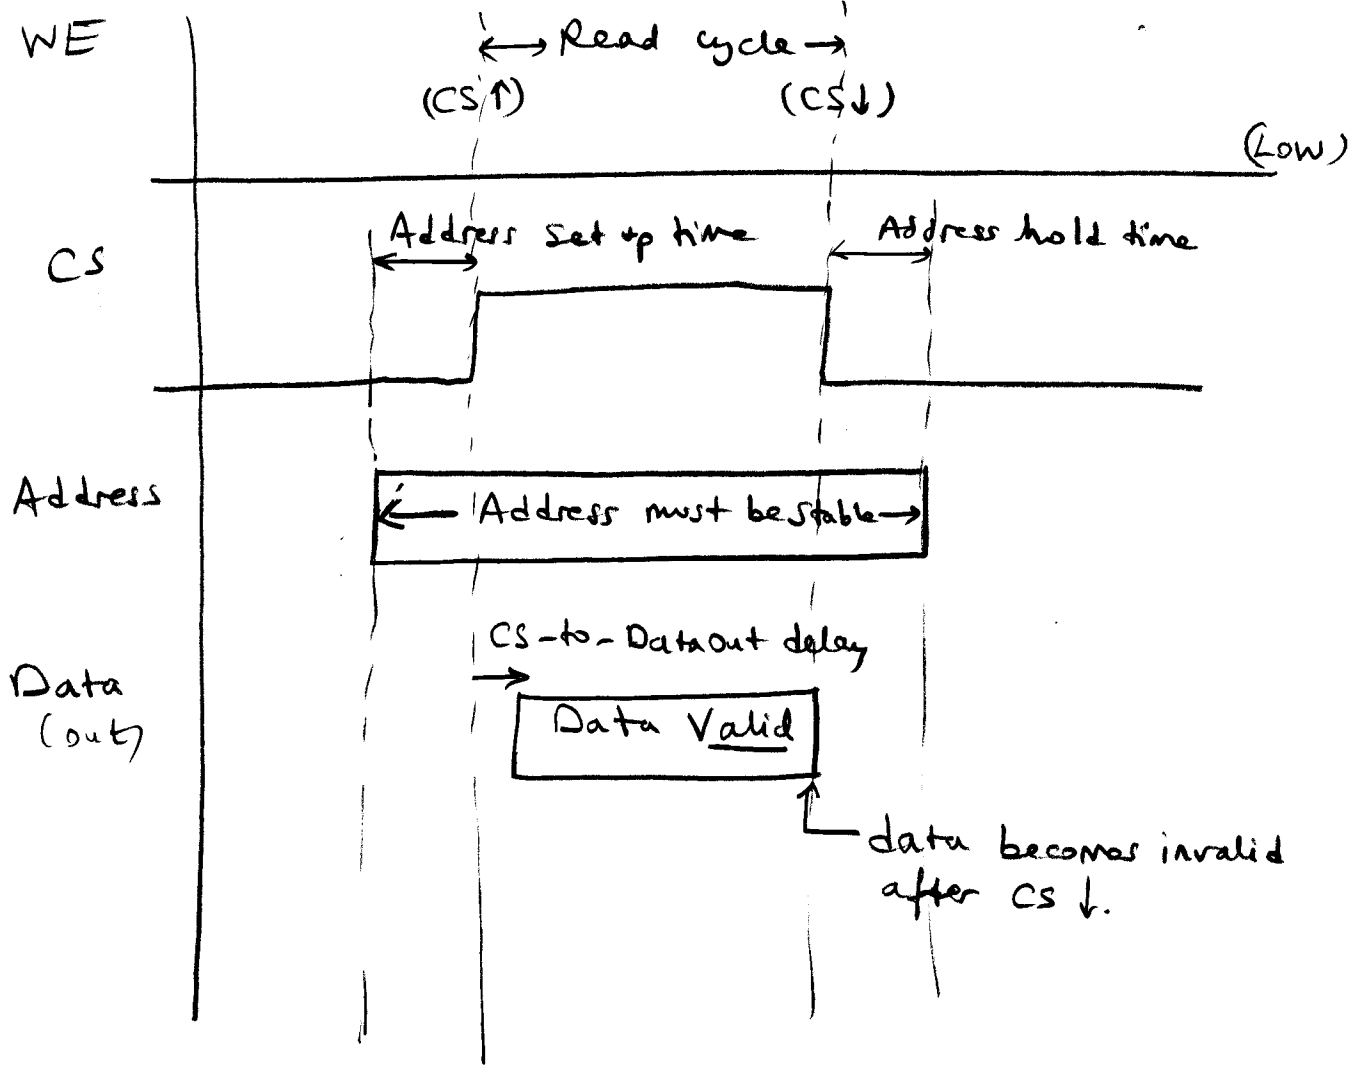 WE
Read cycle
(CS↑)
(CS↓)
(Low)
CS
Address set up time
Address hold time
Address
Address must be stable
CS-to-Dataout delay
Data
(out)
Data Valid
data becomes invalid
after CS ↓.